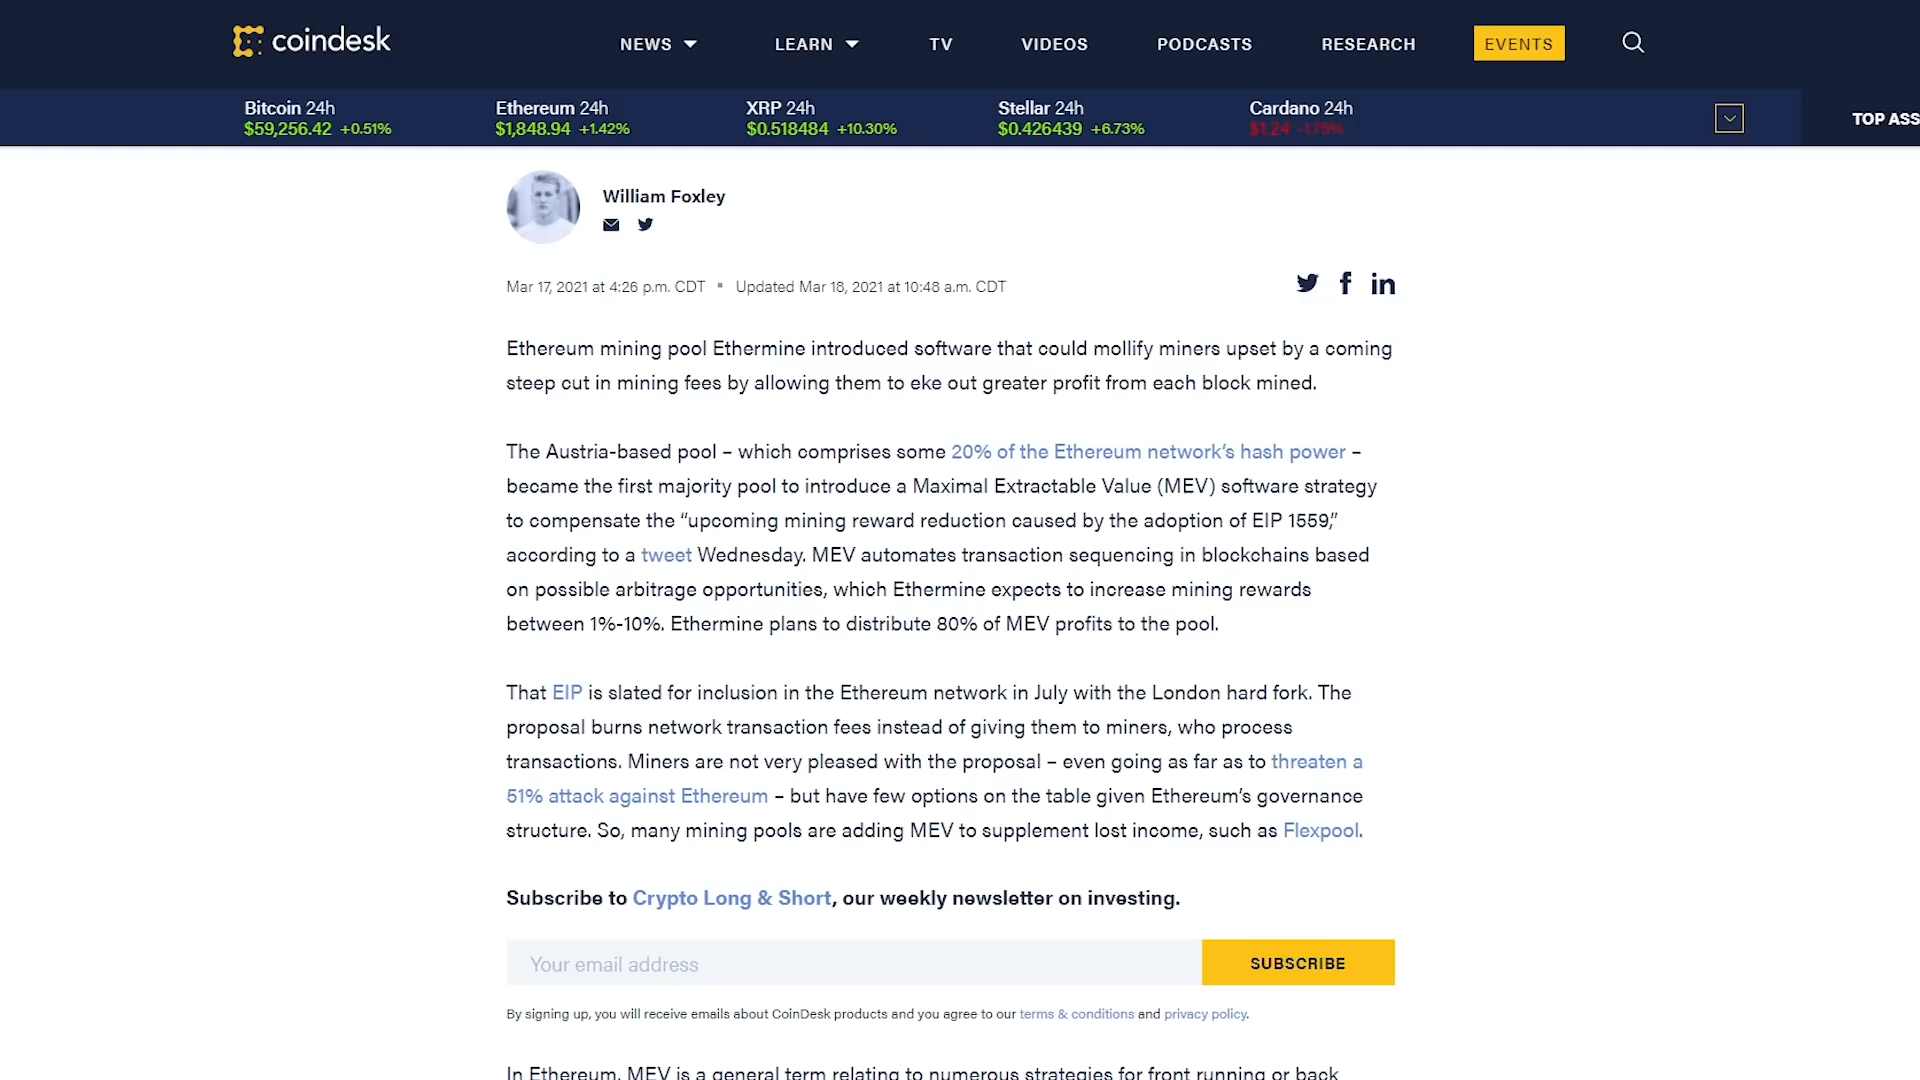 coindesk
NEWS
LEARN
TV
VIDEOS
PODCASTS
RESEARCH
EVENTS
Bitcoin 24h
$59,256.42 +0.51%
Ethereum 24h
$1,848.94 +1.42%
XRP 24h
$0.518484 +10.30%
Stellar 24h
$0.426439 +6.73%
Cardano 24h
$1.24 -1.75%
TOP ASS
William Foxley
Mar 17, 2021 at 4:26 p.m. CDT ▪ Updated Mar 18, 2021 at 10:48 a.m. CDT
Ethereum mining pool Ethermine introduced software that could mollify miners upset by a coming
steep cut in mining fees by allowing them to eke out greater profit from each block mined.
The Austria-based pool – which comprises some 20% of the Ethereum network’s hash power –
became the first majority pool to introduce a Maximal Extractable Value (MEV) software strategy
to compensate the “upcoming mining reward reduction caused by the adoption of EIP 1559,”
according to a tweet Wednesday. MEV automates transaction sequencing in blockchains based
on possible arbitrage opportunities, which Ethermine expects to increase mining rewards
between 1%-10%. Ethermine plans to distribute 80% of MEV profits to the pool.
That EIP is slated for inclusion in the Ethereum network in July with the London hard fork. The
proposal burns network transaction fees instead of giving them to miners, who process
transactions. Miners are not very pleased with the proposal – even going as far as to threaten a
51% attack against Ethereum – but have few options on the table given Ethereum’s governance
structure. So, many mining pools are adding MEV to supplement lost income, such as Flexpool.
Subscribe to Crypto Long & Short, our weekly newsletter on investing.
Your email address
SUBSCRIBE
By signing up, you will receive emails about CoinDesk products and you agree to our terms & conditions and privacy policy.
In Ethereum, MEV is a general term relating to numerous strategies for front running or back